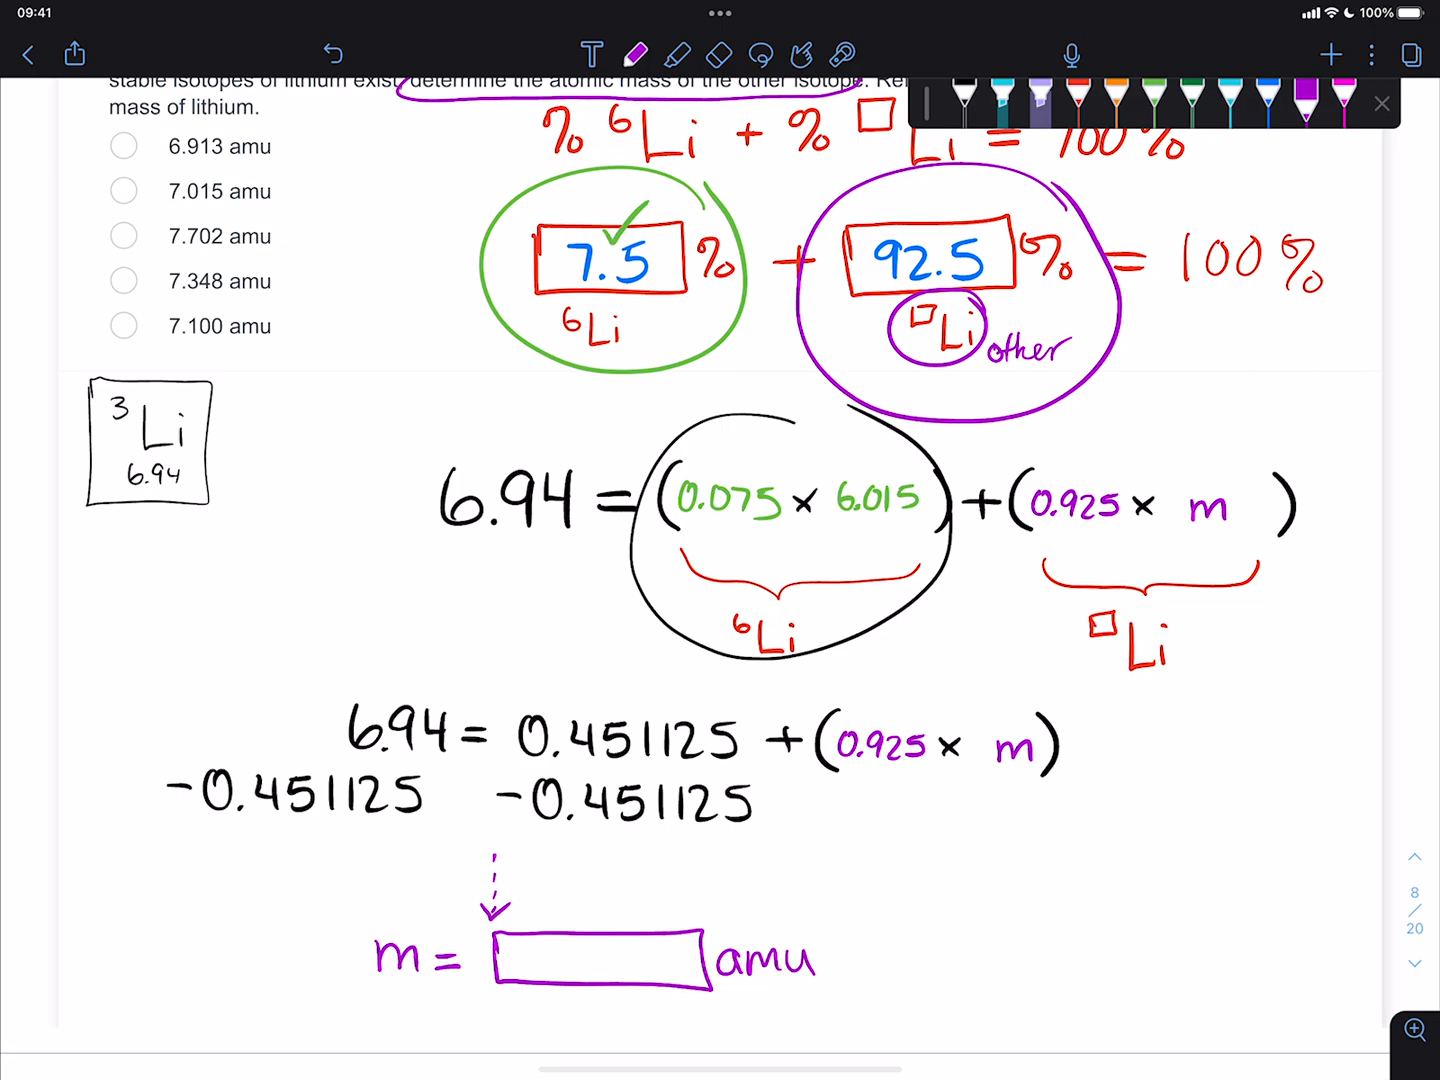 09:41
100%
stable isotopes of lithium exist, determine the atomic mass of the other isotope. Re
mass of lithium.
6.913 amu
7.015 amu
7.702 amu
7.348 amu
7.100 amu
% ⁶Li + % □Li = 100%
7.5 % + 92.5 % = 100%
⁶Li
□Li other
3
Li
6.94
6.94 = (0.075 × 6.015) + (0.925 × m)
⁶Li
□Li
6.94 = 0.451125 + (0.925 × m)
-0.451125 -0.451125
m = amu
8
/
20